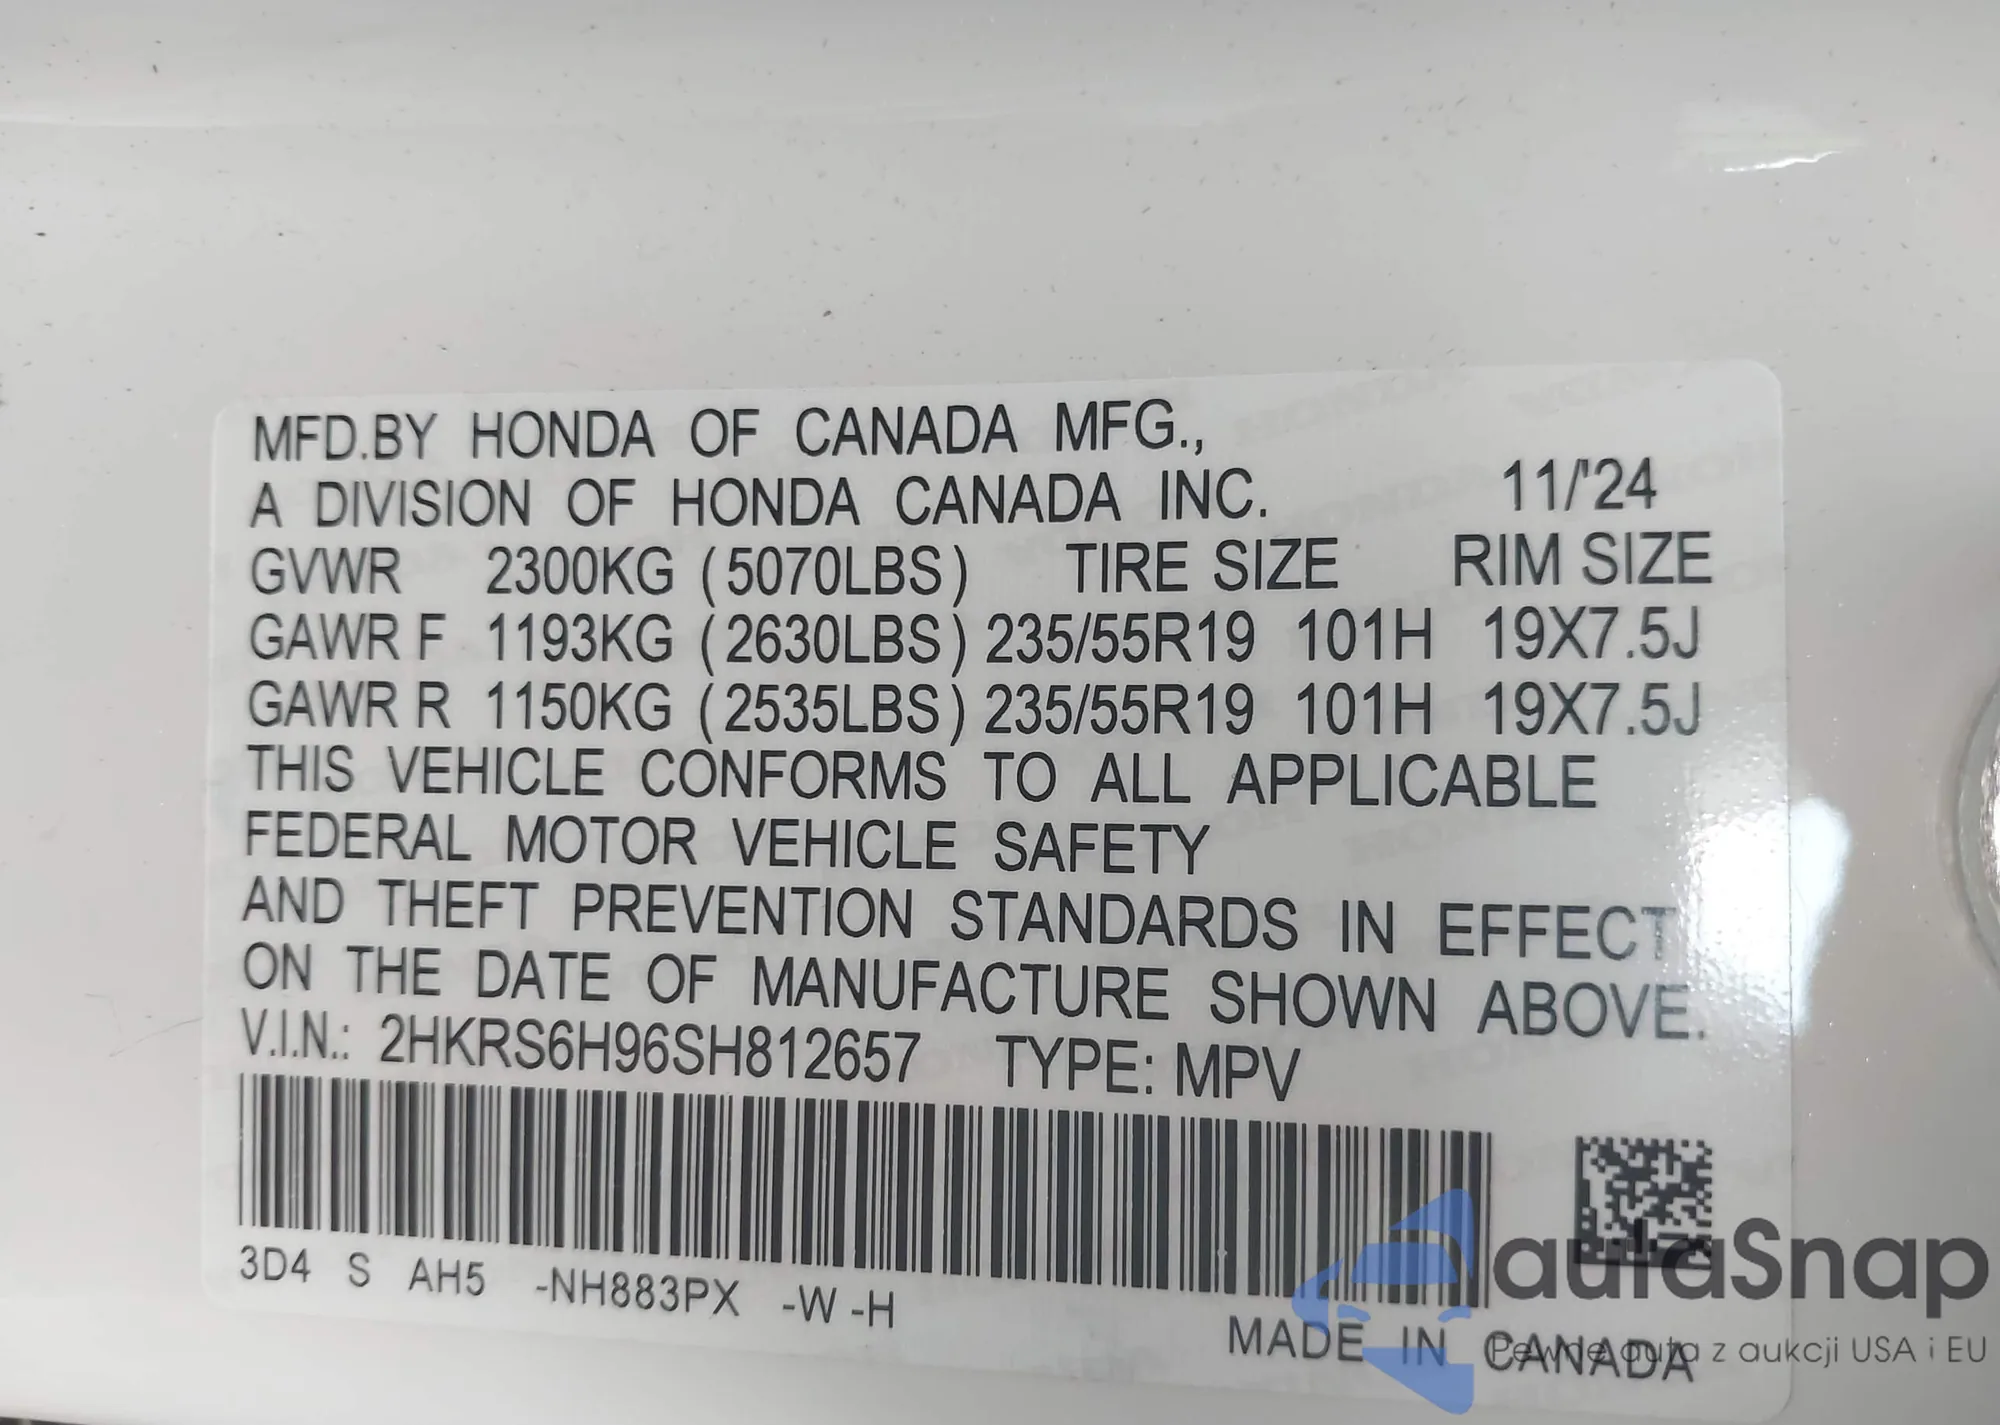 MFD.BY HONDA OF CANADA MFG.,
A DIVISION OF HONDA CANADA INC. 11/'24
GVWR 2300KG (5070LBS) TIRE SIZE RIM SIZE
GAWR F 1193KG (2630LBS) 235/55R19 101H 19X7.5J
GAWR R 1150KG (2535LBS) 235/55R19 101H 19X7.5J
THIS VEHICLE CONFORMS TO ALL APPLICABLE
FEDERAL MOTOR VEHICLE SAFETY
AND THEFT PREVENTION STANDARDS IN EFFECT
ON THE DATE OF MANUFACTURE SHOWN ABOVE.
V.I.N.: 2HKRS6H96SH812657 TYPE: MPV
3D4 S AH5 -NH883PX -W -H
MADE IN CANADA
autaSnap
Pewne auta z aukcji USA i EU